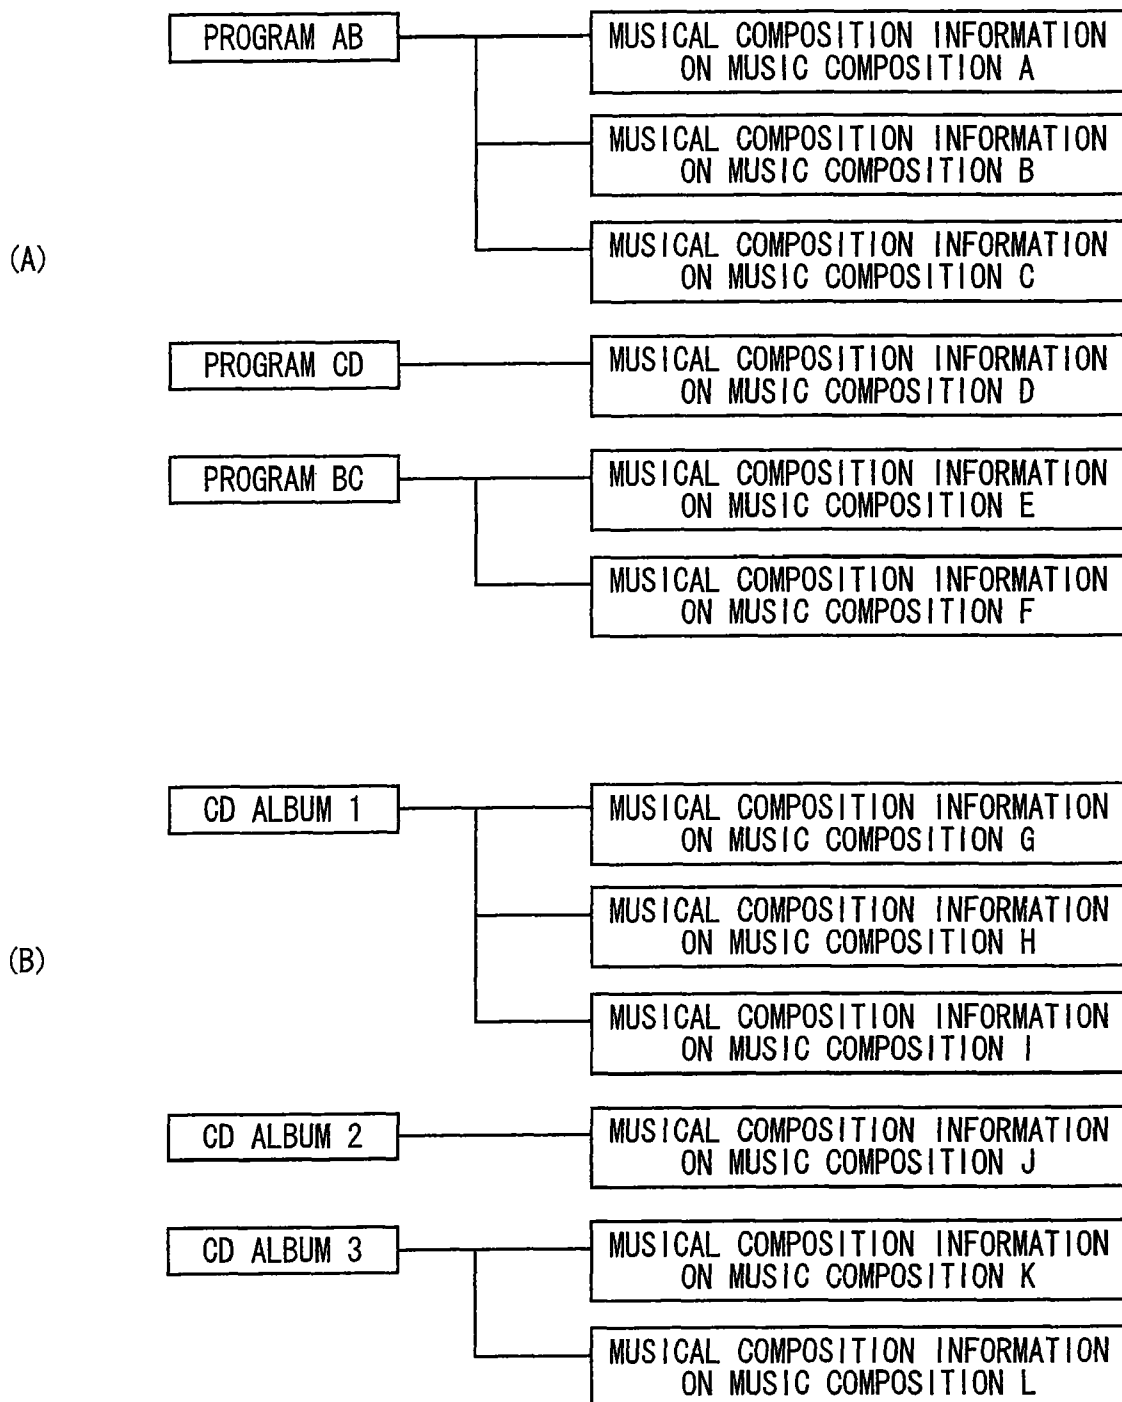 PROGRAM AB
MUSICAL COMPOSITION INFORMATION
ON MUSIC COMPOSITION A
MUSICAL COMPOSITION INFORMATION
ON MUSIC COMPOSITION B
MUSICAL COMPOSITION INFORMATION
ON MUSIC COMPOSITION C
(A)
PROGRAM CD
MUSICAL COMPOSITION INFORMATION
ON MUSIC COMPOSITION D
PROGRAM BC
MUSICAL COMPOSITION INFORMATION
ON MUSIC COMPOSITION E
MUSICAL COMPOSITION INFORMATION
ON MUSIC COMPOSITION F
CD ALBUM 1
MUSICAL COMPOSITION INFORMATION
ON MUSIC COMPOSITION G
MUSICAL COMPOSITION INFORMATION
ON MUSIC COMPOSITION H
(B)
MUSICAL COMPOSITION INFORMATION
ON MUSIC COMPOSITION I
CD ALBUM 2
MUSICAL COMPOSITION INFORMATION
ON MUSIC COMPOSITION J
CD ALBUM 3
MUSICAL COMPOSITION INFORMATION
ON MUSIC COMPOSITION K
MUSICAL COMPOSITION INFORMATION
ON MUSIC COMPOSITION L